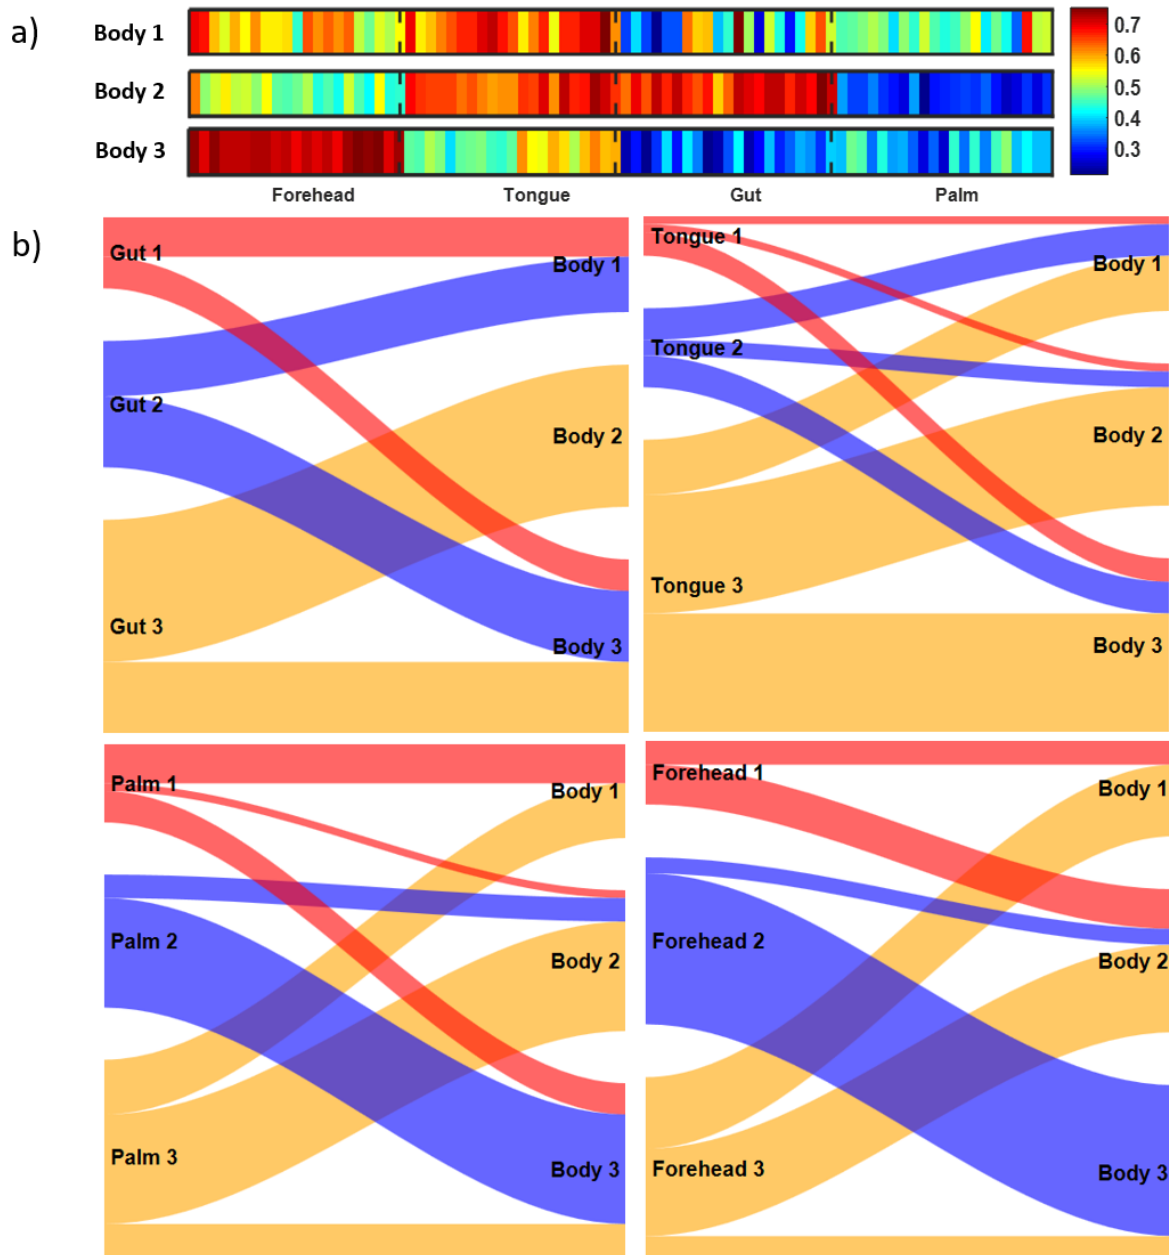 a)
Body 1
Body 2
Body 3
0.7
0.6
0.5
0.4
0.3
Forehead Tongue Gut Palm
b)
Gut 1
Body 1
Gut 2
Body 2
Gut 3
Body 3
Tongue 1
Body 1
Tongue 2
Body 2
Tongue 3
Body 3
Palm 1
Body 1
Palm 2
Body 2
Palm 3
Body 3
Forehead 1
Body 1
Forehead 2
Body 2
Forehead 3
Body 3